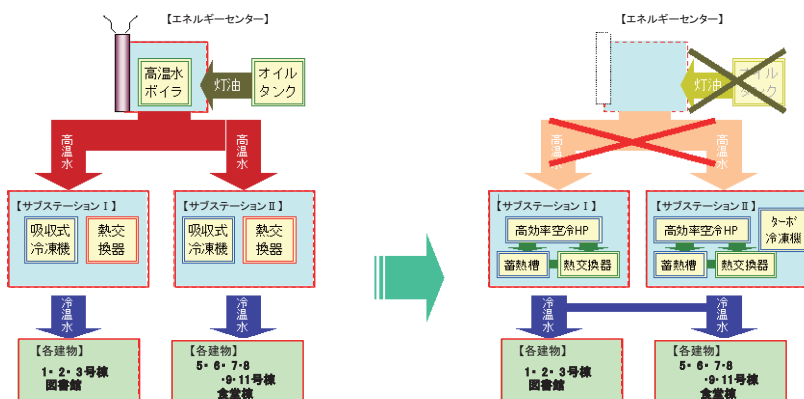 【エネルギーセンター】
高温水
ボイラ
灯油
オイル
タンク
高温水
高温水
【サブステーションⅠ】
吸収式
冷凍機
熱交
換器
【サブステーションⅡ】
吸収式
冷凍機
熱交
換器
冷温水
冷温水
【各建物】
1・2・3号棟
図書館
【各建物】
5・6・7・8
・9・11号棟
食堂棟
【エネルギーセンター】
灯油
オイル
タンク
高温水
高温水
【サブステーションⅠ】
高効率空冷HP
蓄熱槽
熱交換器
【サブステーションⅡ】
高効率空冷HP
ターボ
冷凍機
蓄熱槽
熱交換器
冷温水
冷温水
【各建物】
1・2・3号棟
図書館
【各建物】
5・6・7・8
・9・11号棟
食堂棟